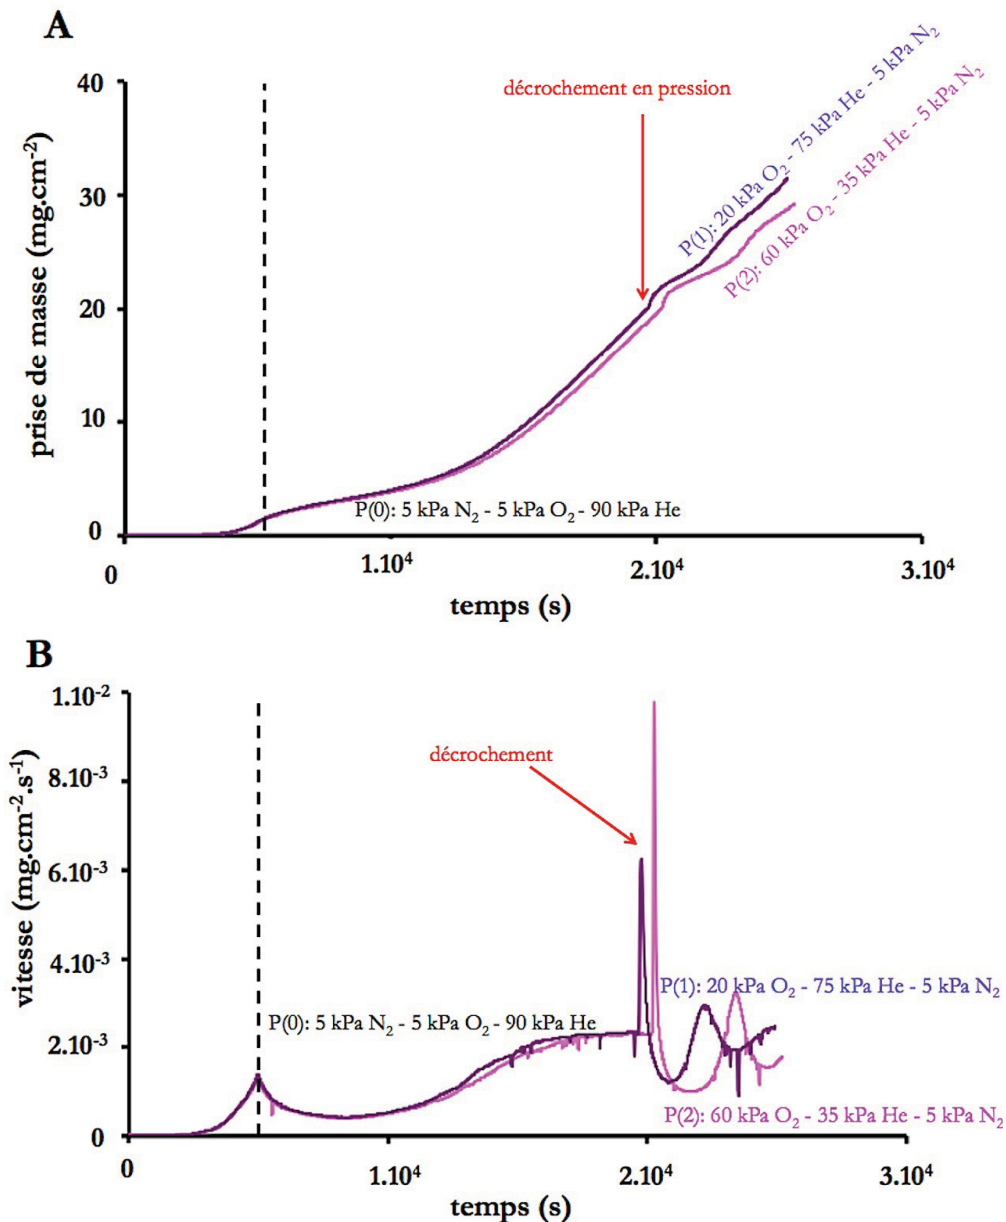 A
décrochement en pression
P(1): 20 kPa O₂ - 75 kPa He - 5 kPa N₂
P(2): 60 kPa O₂ - 35 kPa He - 5 kPa N₂
prise de masse (mg.cm⁻²)
40
30
20
10
0
P(0): 5 kPa N₂ - 5 kPa O₂ - 90 kPa He
0
1.10⁴
2.10⁴
3.10⁴
temps (s)
B
vitesse (mg.cm⁻².s⁻¹)
1.10⁻²
8.10⁻³
6.10⁻³
4.10⁻³
2.10⁻³
0
décrochement
P(0): 5 kPa N₂ - 5 kPa O₂ - 90 kPa He
P(1): 20 kPa O₂ - 75 kPa He - 5 kPa N₂
P(2): 60 kPa O₂ - 35 kPa He - 5 kPa N₂
0
1.10⁴
2.10⁴
3.10⁴
temps (s)